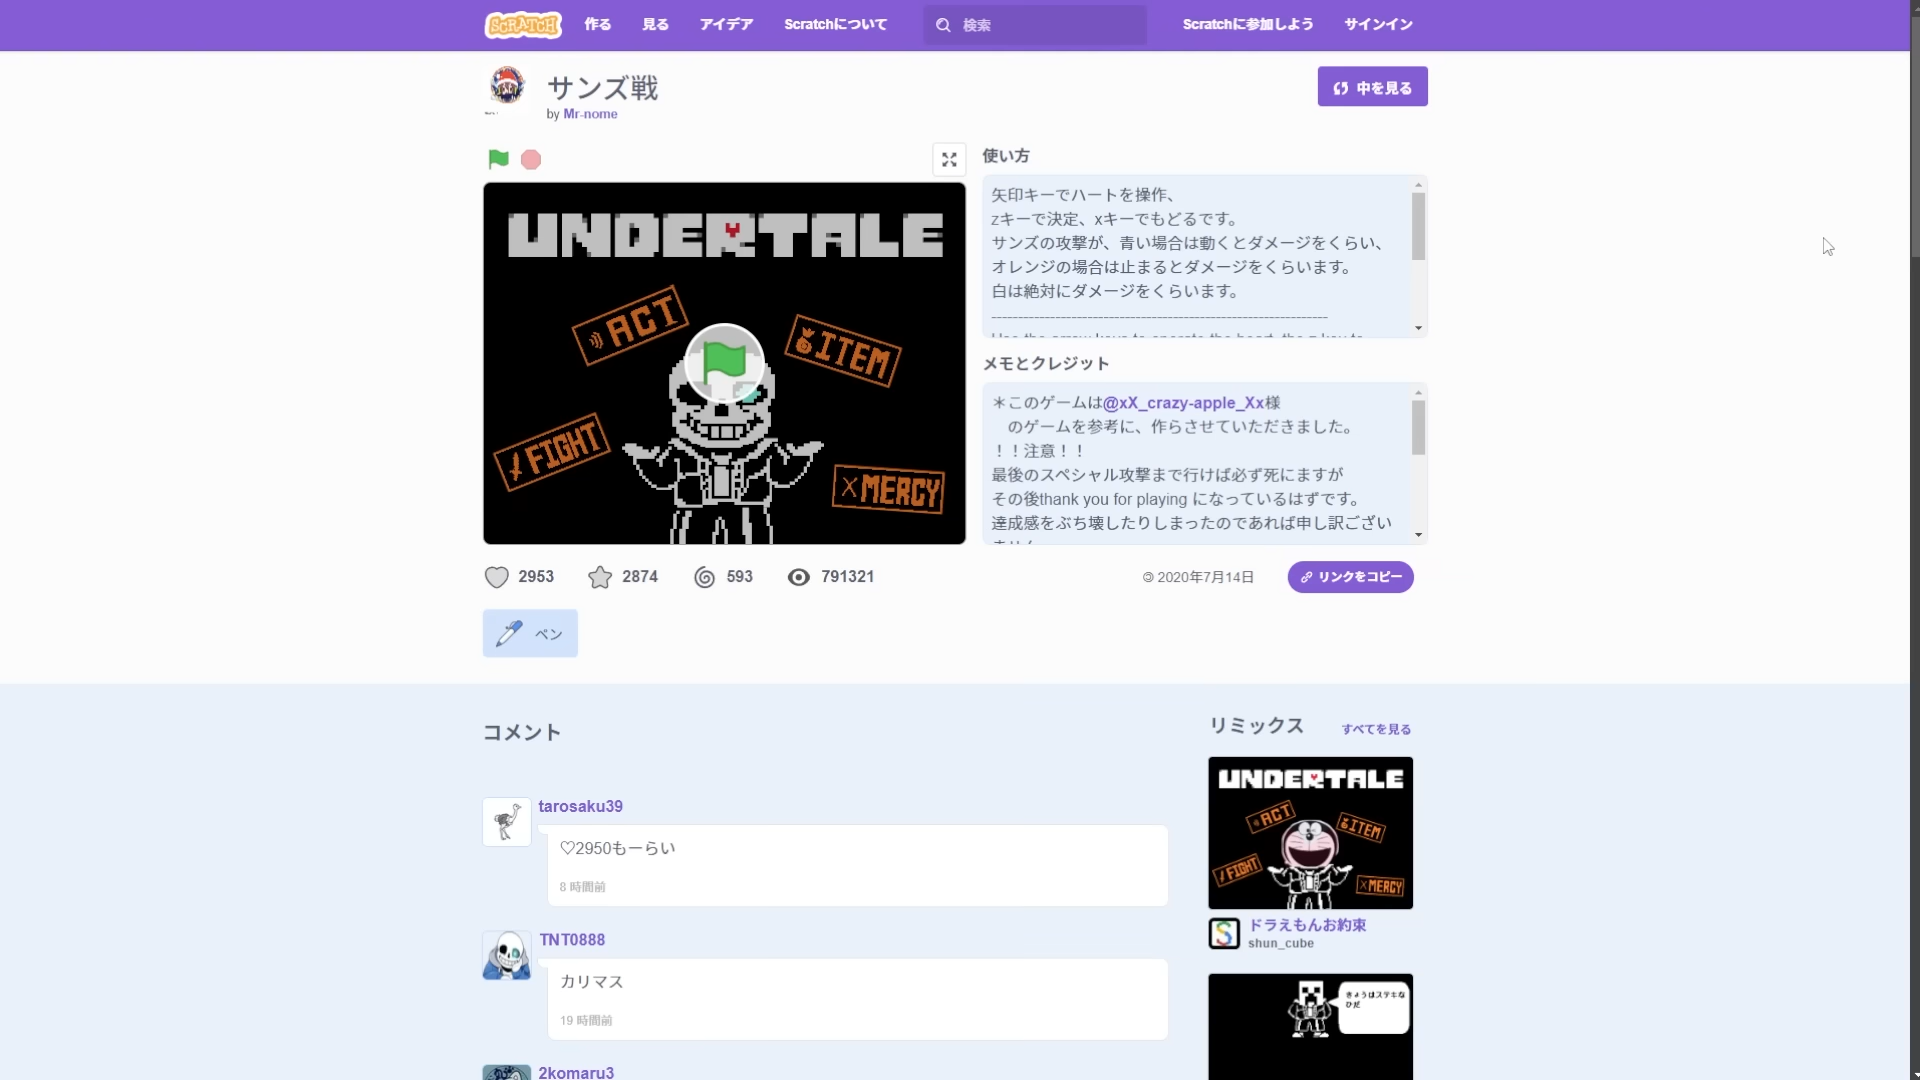 SCRATCH 作る 見る アイデア Scratchについて 検索 Scratchに参加しよう サインイン
サンズ戦
by Mr-nome
中を見る
使い方
矢印キーでハートを操作、
zキーで決定、xキーでもどるです。
サンズの攻撃が、青い場合は動くとダメージをくらい、
オレンジの場合は止まるとダメージをくらいます。
白は絶対にダメージをくらいます。
---------------------------------------------------------------
UNDERTALE
ACT
ITEM
FIGHT
MERCY
メモとクレジット
＊このゲームは@xX_crazy-apple_Xx様
のゲームを参考に、作らさせていただきました。
！！注意！！
最後のスペシャル攻撃まで行けば必ず死にますが
その後thank you for playing になっているはずです。
達成感をぶち壊したりしまったのであれば申し訳ござい
2953 2874 593 791321
2020年7月14日
リンクをコピー
ペン
コメント
tarosaku39
♡2950もーらい
8 時間前
TNT0888
カリマス
19 時間前
2komaru3
リミックス すべてを見る
UNDERTALE
ACT
ITEM
FIGHT
MERCY
ドラえもんお約束
shun_cube
きょうはステキな
ひだ